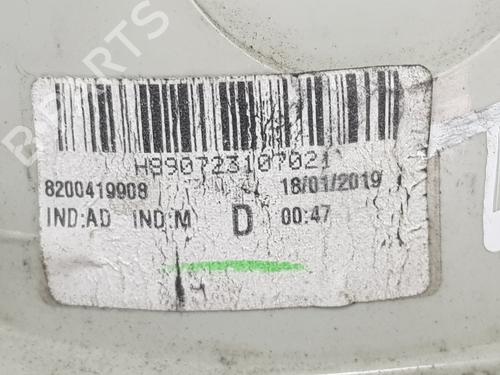 PARTS
H890723107021
8200419908 18/01/2019
IND:AD IND:M D 00:47